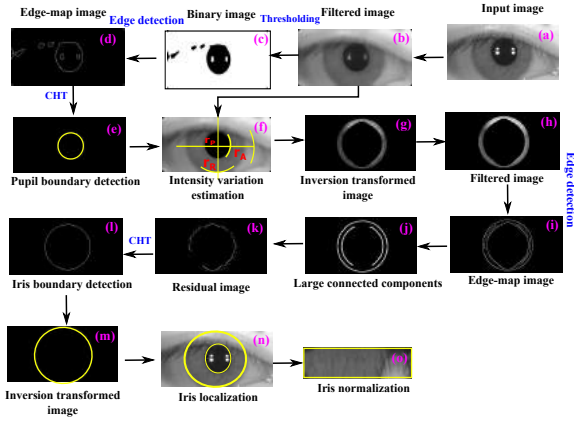 Edge-map image
Binary image
Filtered image
Input image
Edge detection
Thresholding
(d)
(c)
(b)
(a)
CHT
(e)
(f)
(g)
(h)
rP
rA
rB
Pupil boundary detection
Intensity variation
estimation
Inversion transformed
image
Filtered image
Edge detection
(l)
(k)
(j)
(i)
CHT
Iris boundary detection
Residual image
Large connected components
Edge-map image
(m)
(n)
Inversion transformed
image
Iris localization
Iris normalization